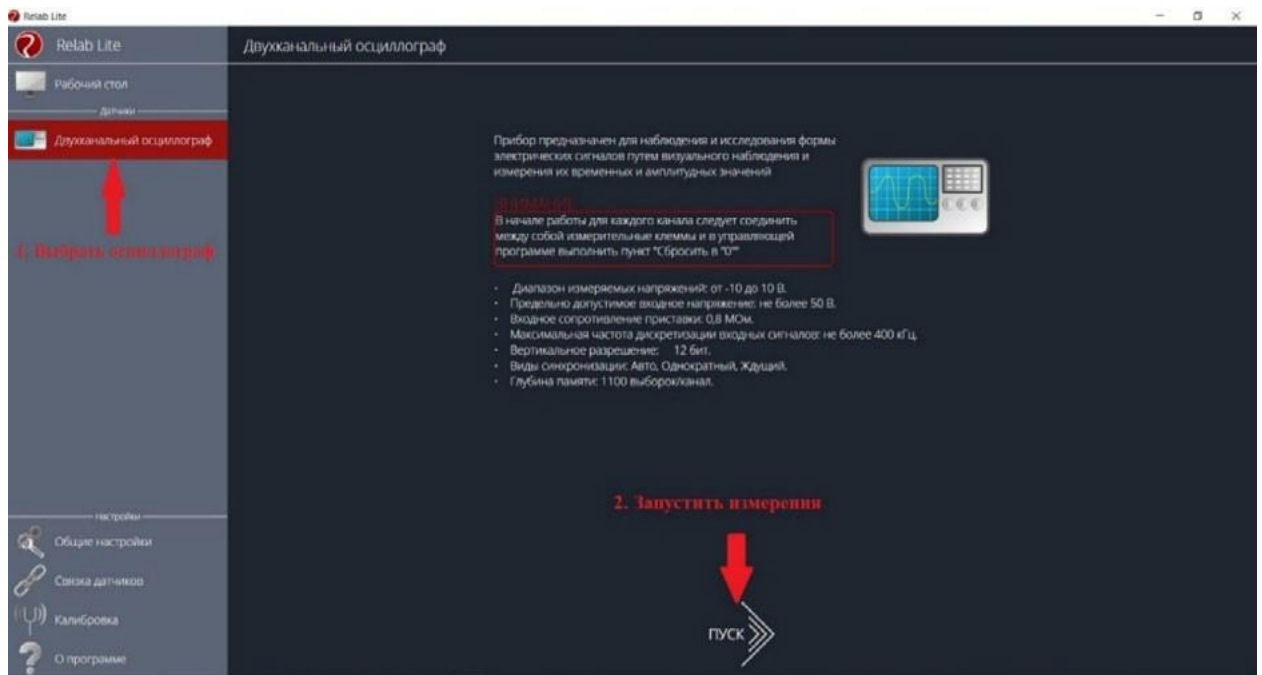 Relab Lite
Relab Lite
Двухканальный осциллограф
Рабочий стол
Датчики
Двухканальный осциллограф
1. Выбрать осциллограф
Прибор предназначен для наблюдения и исследования формы
электрических сигналов путем визуального наблюдения и
измерения их временных и амплитудных значений
ВНИМАНИЕ
В начале работы для каждого канала следует соединить
между собой измерительные клеммы и в управляющей
программе выполнить пункт "Сбросить в "0""
· Диапазон измеряемых напряжений: от -10 до 10 В.
· Предельно допустимое входное напряжение: не более 50 В.
· Входное сопротивление приставки: 0,8 МОм.
· Максимальная частота дискретизации входных сигналов: не более 400 кГц.
· Вертикальное разрешение: 12 бит.
· Виды синхронизации: Авто, Однократный, Ждущий.
· Глубина памяти: 1100 выборок/канал.
2. Запустить измерения
ПУСК
Настройки
Общие настройки
Связка датчиков
Калибровка
О программе